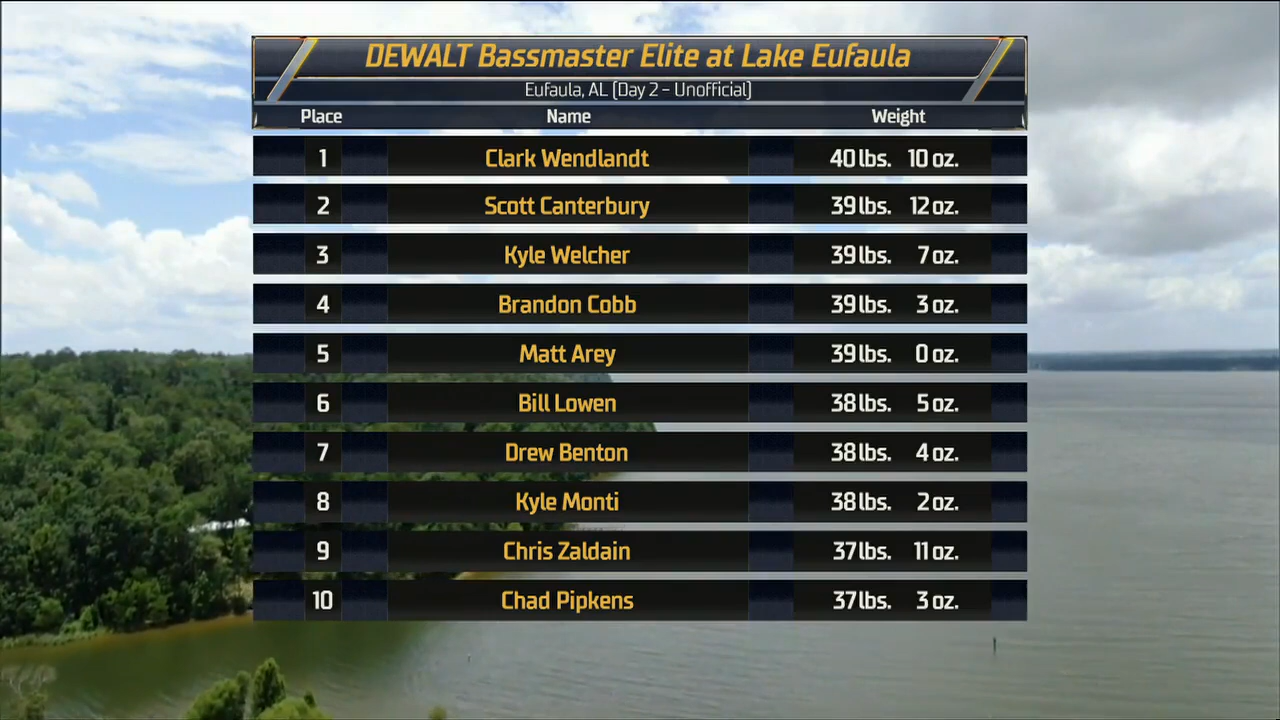 DEWALT Bassmaster Elite at Lake Eufaula
Eufaula, AL [Day 2 - Unofficial]
Place Name Weight
1 Clark Wendlandt 40 lbs. 10 oz.
2 Scott Canterbury 39 lbs. 12 oz.
3 Kyle Welcher 39 lbs. 7 oz.
4 Brandon Cobb 39 lbs. 3 oz.
5 Matt Arey 39 lbs. 0 oz.
6 Bill Lowen 38 lbs. 5 oz.
7 Drew Benton 38 lbs. 4 oz.
8 Kyle Monti 38 lbs. 2 oz.
9 Chris Zaldain 37 lbs. 11 oz.
10 Chad Pipkens 37 lbs. 3 oz.